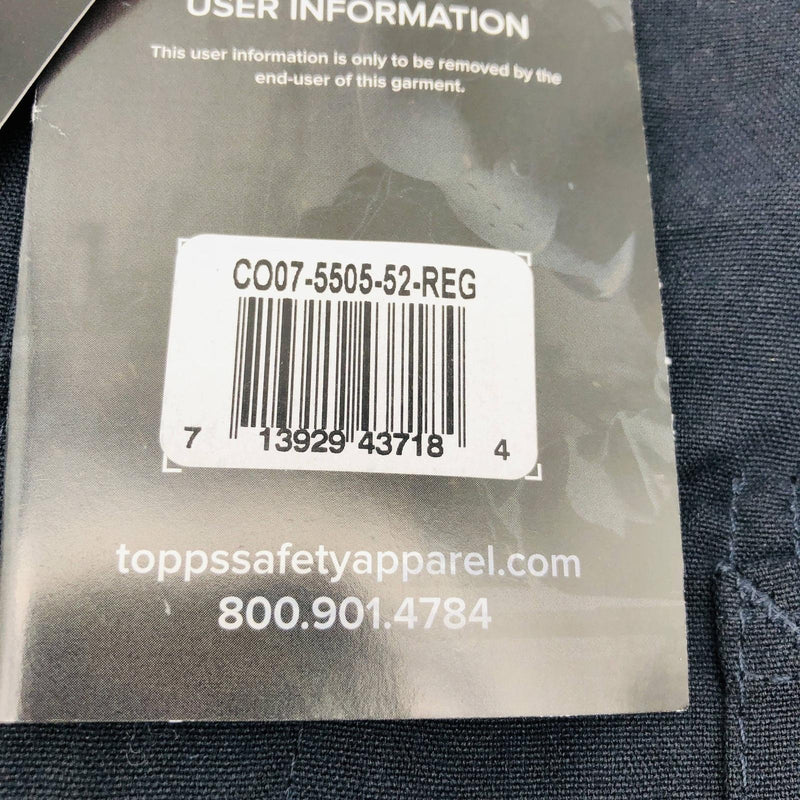 USER INFORMATION
This user information is only to be removed by the
end-user of this garment.
CO07-5505-52-REG
7 13929 43718 4
toppssafetyapparel.com
800.901.4784